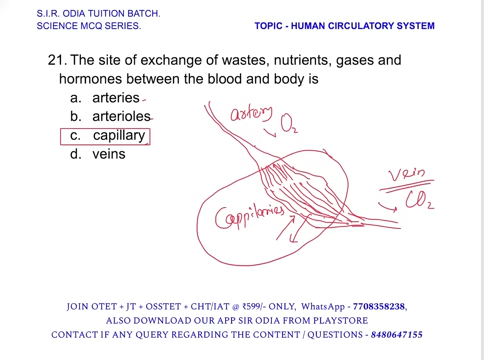 S.I.R. ODIA TUITION BATCH.
SCIENCE MCQ SERIES.
TOPIC - HUMAN CIRCULATORY SYSTEM
21. The site of exchange of wastes, nutrients, gases and
hormones between the blood and body is
a. arteries
b. arterioles
c. capillary
d. veins
artery
O2
Cappilaries
vein
CO2
JOIN OTET + JT + OSSTET + CHT/IAT @ ₹599/- ONLY, WhatsApp - 7708358238,
ALSO DOWNLOAD OUR APP SIR ODIA FROM PLAYSTORE
CONTACT IF ANY QUERY REGARDING THE CONTENT / QUESTIONS - 8480647155